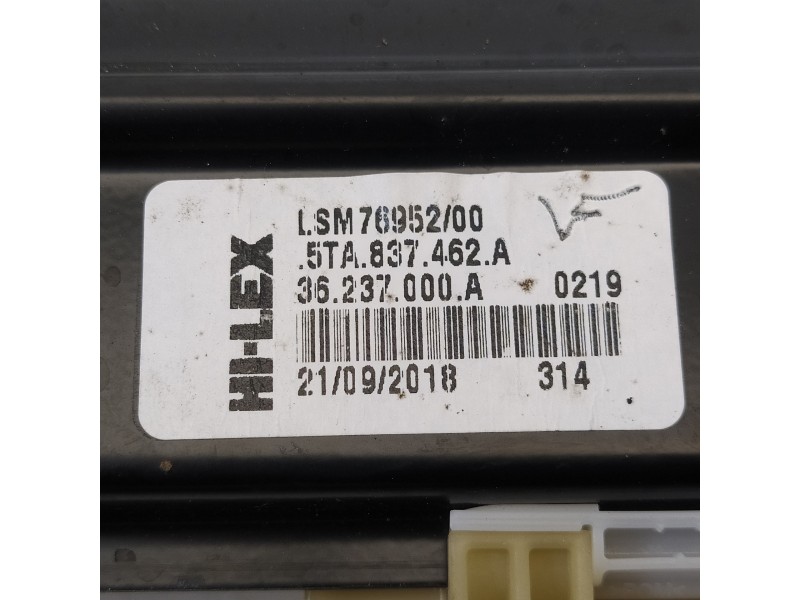 HI-LEX
LSM76952/00
.5TA.837.462.A
36.237.000.A 0219
21/09/2018 314